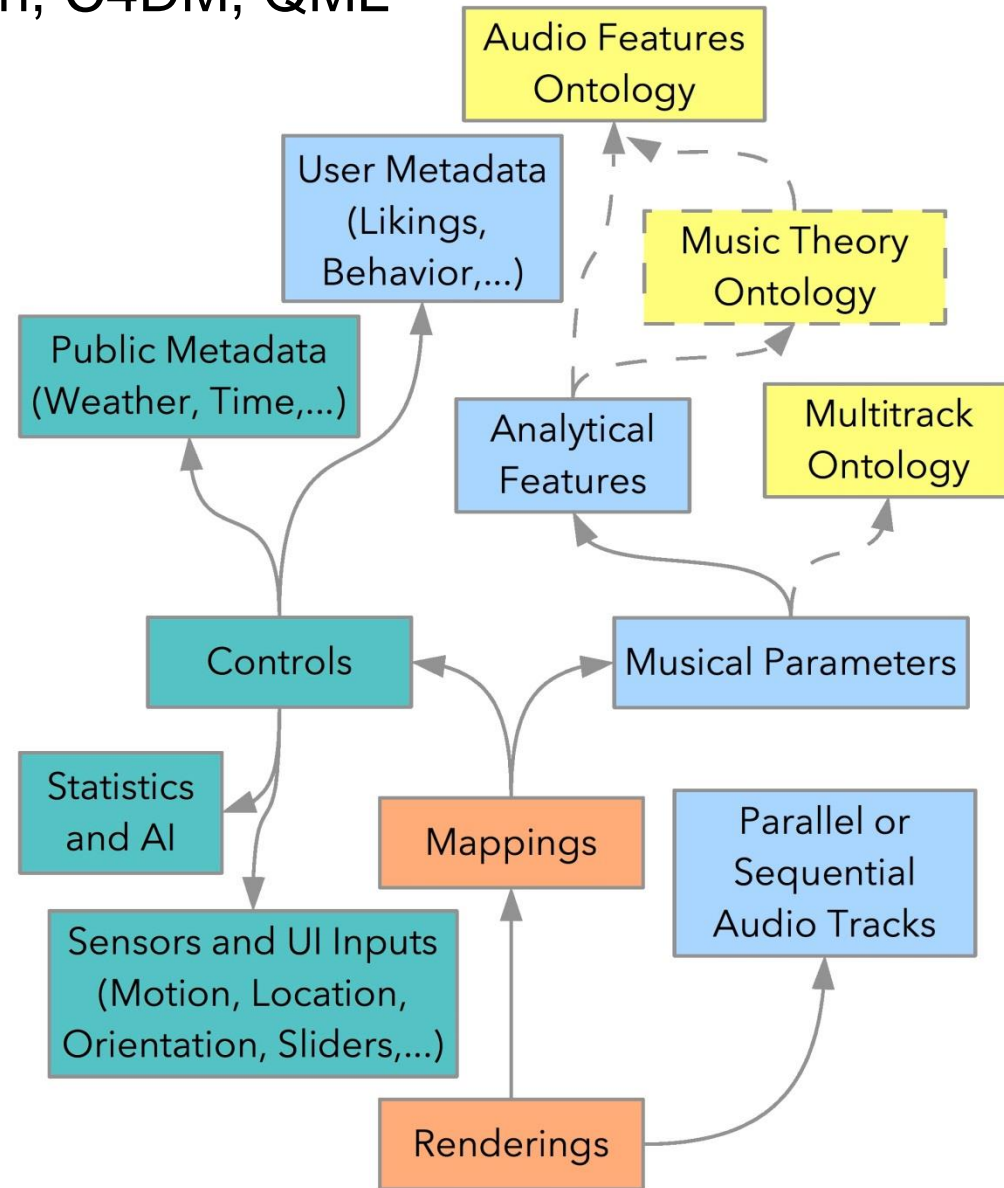 C4DM, QML
Audio Features
Ontology
User Metadata
(Likings,
Behavior,...)
Music Theory
Ontology
Public Metadata
(Weather, Time,...)
Analytical
Features
Multitrack
Ontology
Controls
Musical Parameters
Statistics
and AI
Mappings
Parallel or
Sequential
Audio Tracks
Sensors and UI Inputs
(Motion, Location,
Orientation, Sliders,...)
Renderings